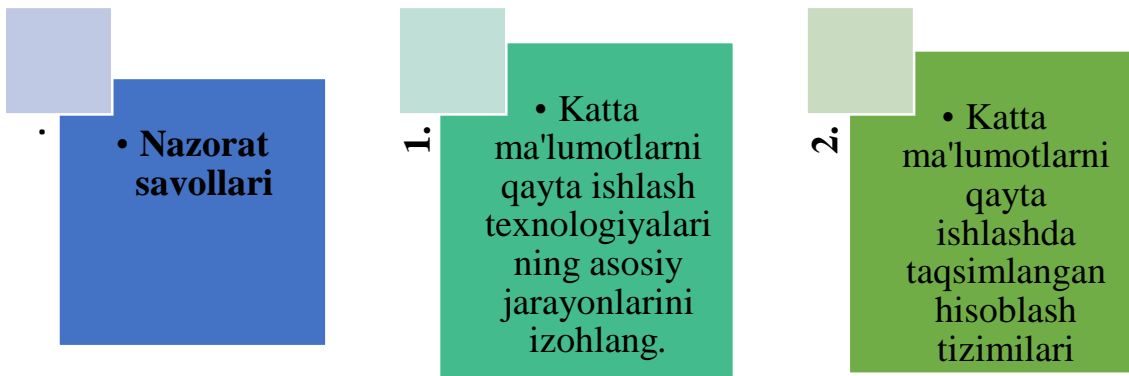 .
• Nazorat
savollari
1.
• Katta
ma'lumotlarni
qayta ishlash
texnologiyalari
ning asosiy
jarayonlarini
izohlang.
2.
• Katta
ma'lumotlarni
qayta
ishlashda
taqsimlangan
hisoblash
tizimilari